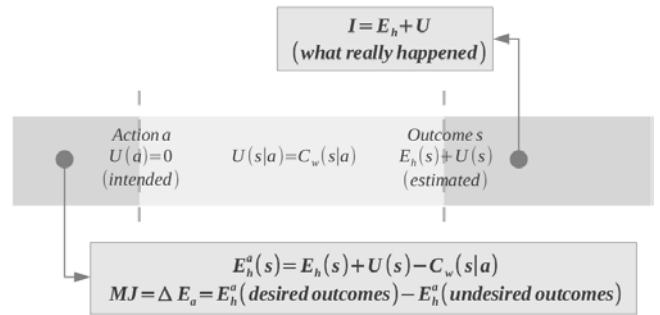 I=E_h+U
(what really happened)
Action a
U(a)=0
(intended)
U(s|a)=C_w(s|a)
Outcome s
E_h(s)+U(s)
(estimated)
E_h^a(s)=E_h(s)+U(s)−C_w(s|a)
MJ=Δ E_a=E_h^a(desired outcomes)−E_h^a(undesired outcomes)